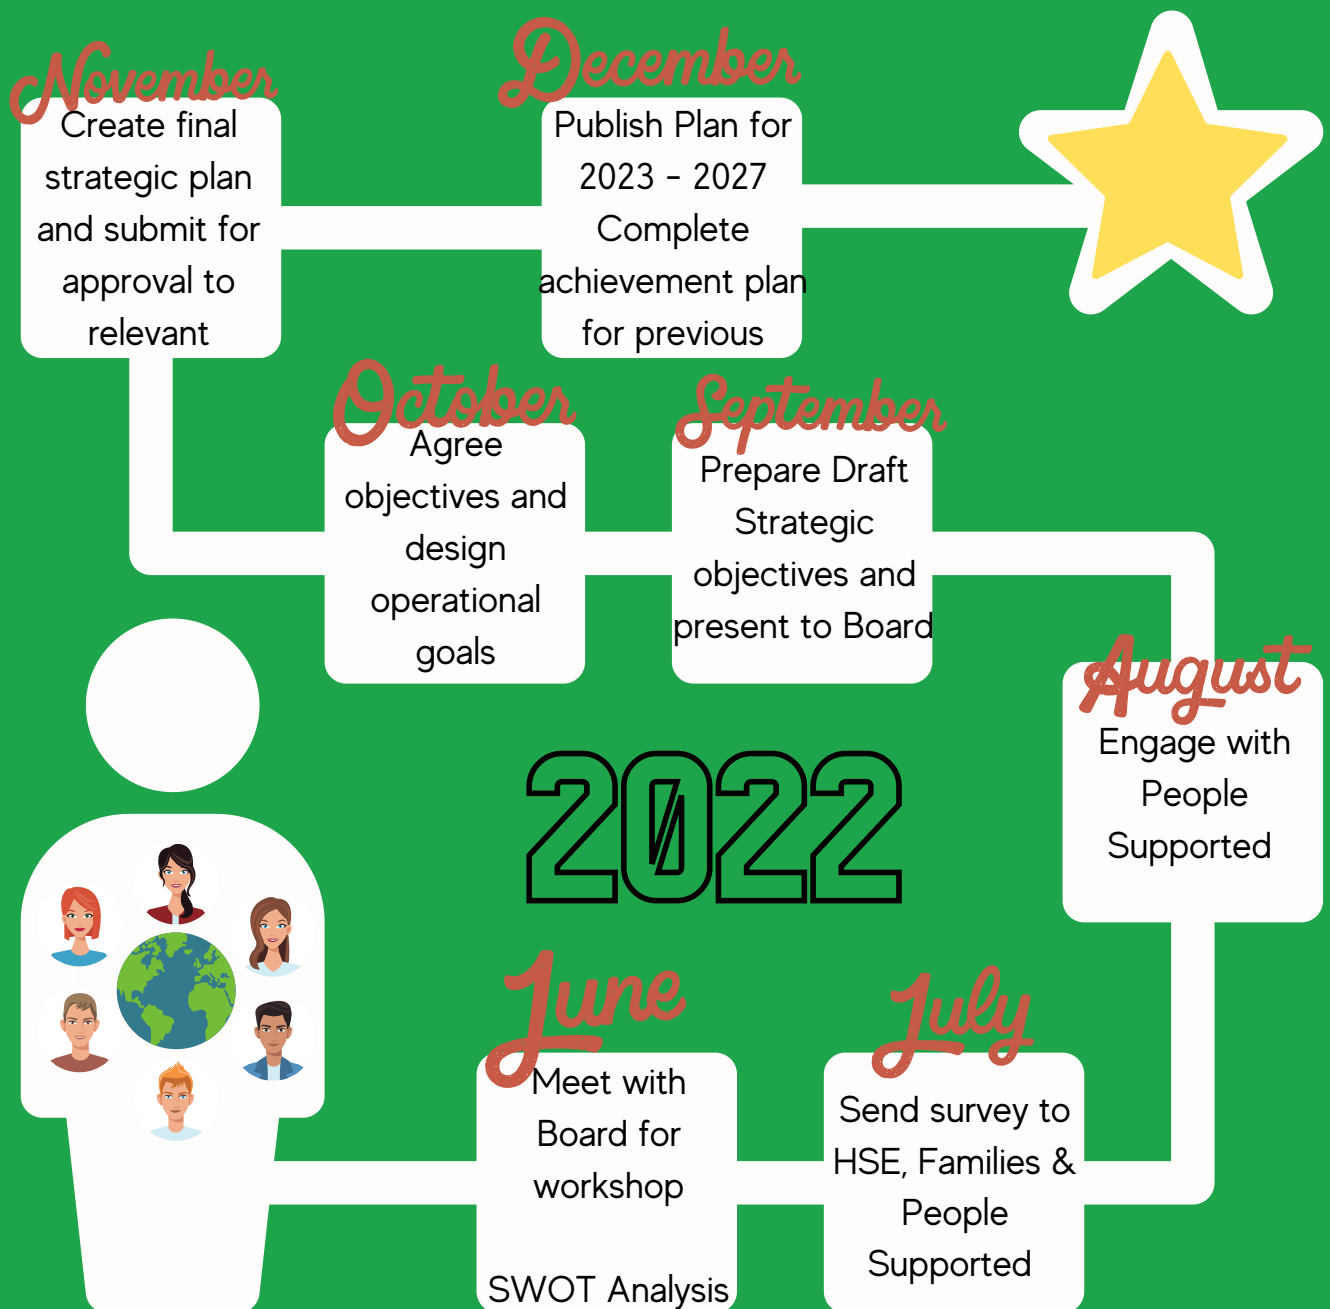 November
Create final
strategic plan
and submit for
approval to
relevant
December
Publish Plan for
2023 - 2027
Complete
achievement plan
for previous
October
Agree
objectives and
design
operational
goals
September
Prepare Draft
Strategic
objectives and
present to Board
August
Engage with
People
Supported
2022
June
Meet with
Board for
workshop
SWOT Analysis
July
Send survey to
HSE, Families &
People
Supported